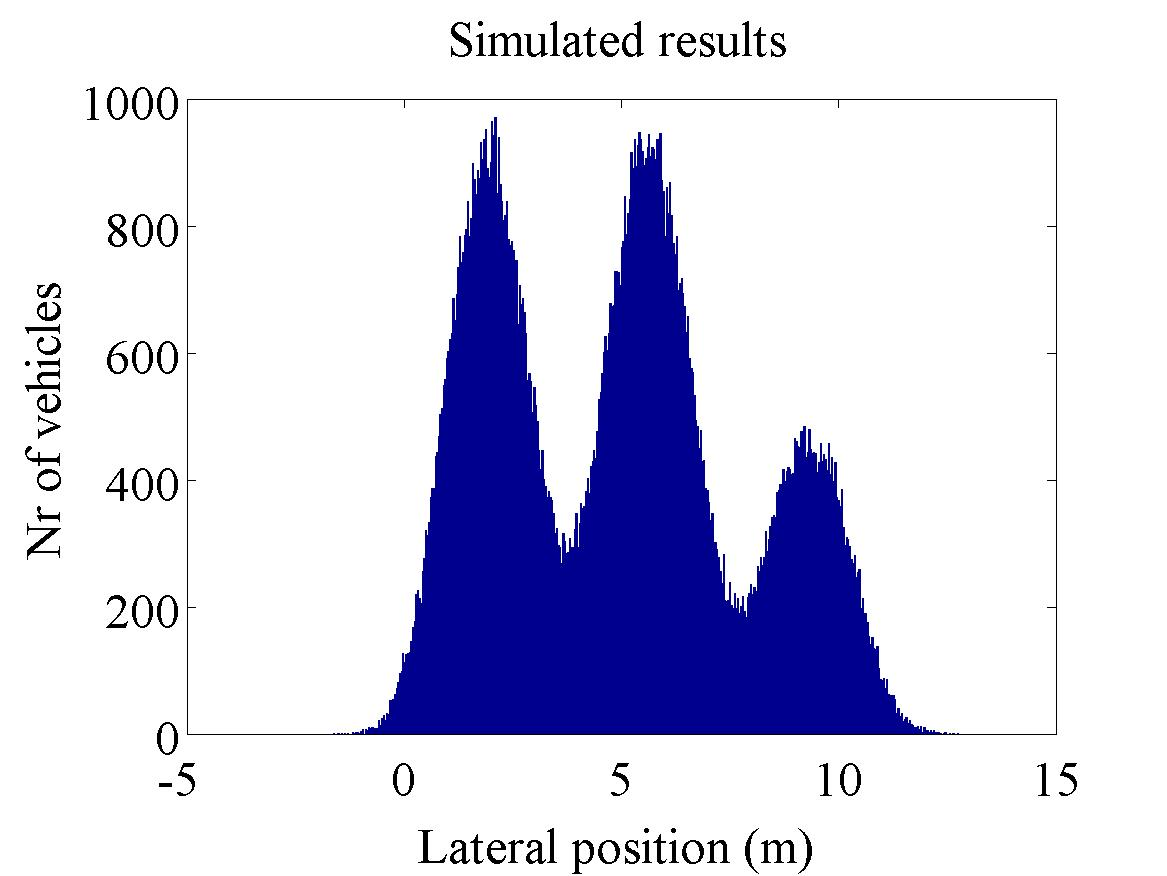 Simulated results
1000
800
600
400
200
0
Nr of vehicles
-5 0 5 10 15
Lateral position (m)